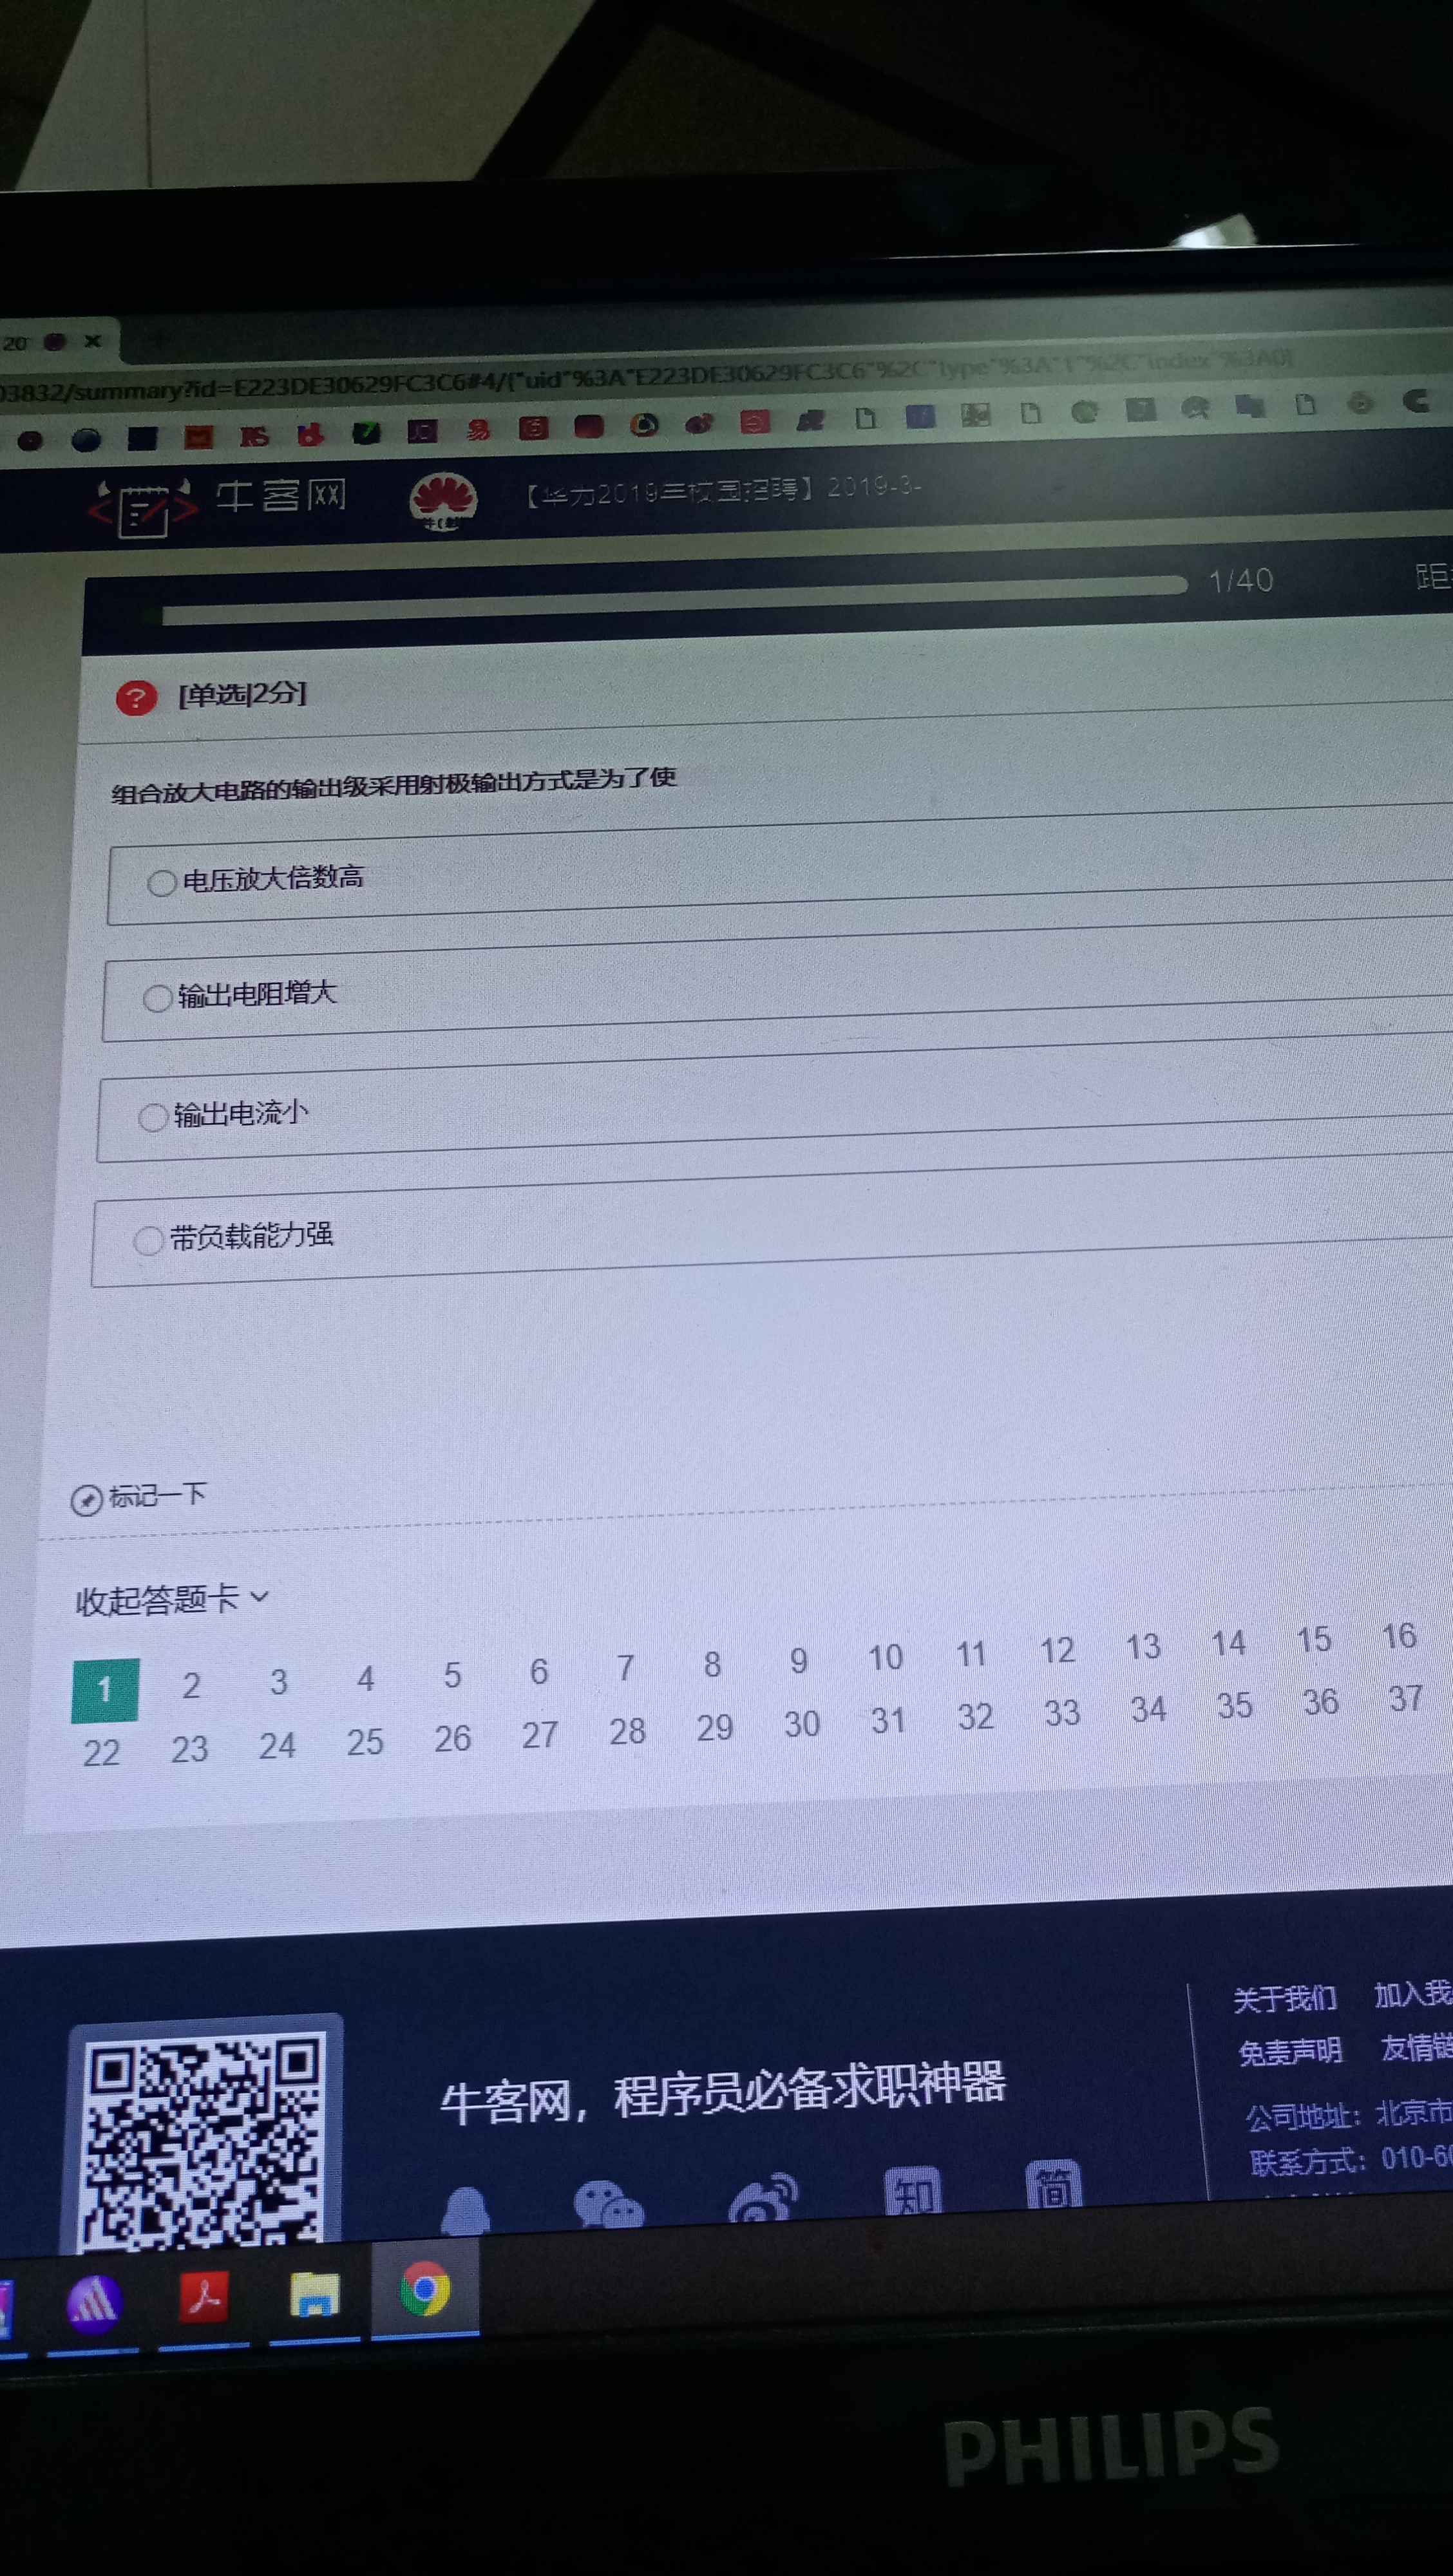 20
03832/summary?id=E223DE30629FC3C6#4/{"uid"%3A"E223DE30629FC3C6"%2C"type"%3A"1"%2C"index"%3A0}
牛客网
【华为2019年校园招聘】2019-3-
1/40
距
[单选|2分]
组合放大电路的输出级采用射极输出方式是为了使
电压放大倍数高
输出电阻增大
输出电流小
带负载能力强
标记一下
收起答题卡
1 2 3 4 5 6 7 8 9 10 11 12 13 14 15 16
22 23 24 25 26 27 28 29 30 31 32 33 34 35 36 37
关于我们 加入我
免责声明 友情链
牛客网，程序员必备求职神器
公司地址：北京市
联系方式：010-60
知 简
PHILIPS